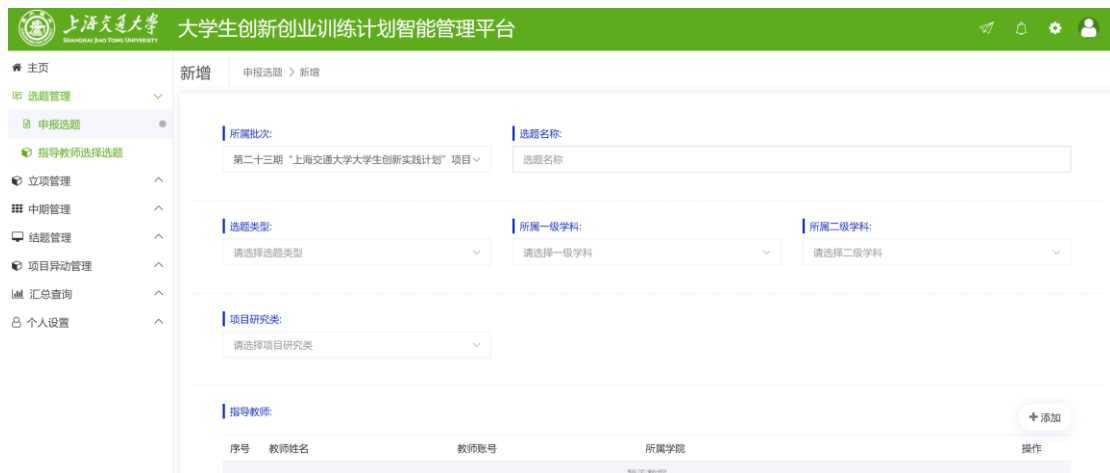 上海交通大学
SHANGHAI JIAO TONG UNIVERSITY
大学生创新创业训练计划智能管理平台
主页
选题管理
申报选题
指导教师选择选题
立项管理
中期管理
结题管理
项目异动管理
汇总查询
个人设置
新增 申报选题 > 新增
所属批次: 选题名称:
第二十三期“上海交通大学大学生创新实践计划”项目 选题名称
选题类型: 所属一级学科: 所属二级学科:
请选择选题类型 请选择一级学科 请选择二级学科
项目研究类:
请选择项目研究类
指导教师:
+ 添加
序号 教师姓名 教师账号 所属学院 操作